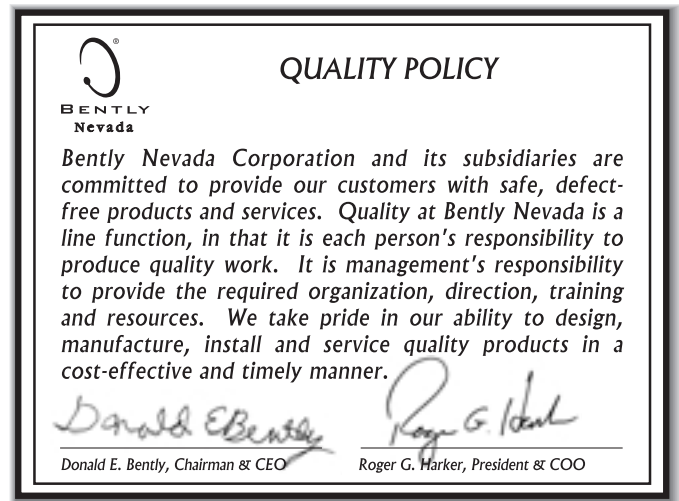 ®
QUALITY POLICY
BENTLY
Nevada
Bently Nevada Corporation and its subsidiaries are
committed to provide our customers with safe, defect-
free products and services. Quality at Bently Nevada is a
line function, in that it is each person's responsibility to
produce quality work. It is management's responsibility
to provide the required organization, direction, training
and resources. We take pride in our ability to design,
manufacture, install and service quality products in a
cost-effective and timely manner.
Donald E Bently Roger G. Harker
Donald E. Bently, Chairman & CEO Roger G. Harker, President & COO